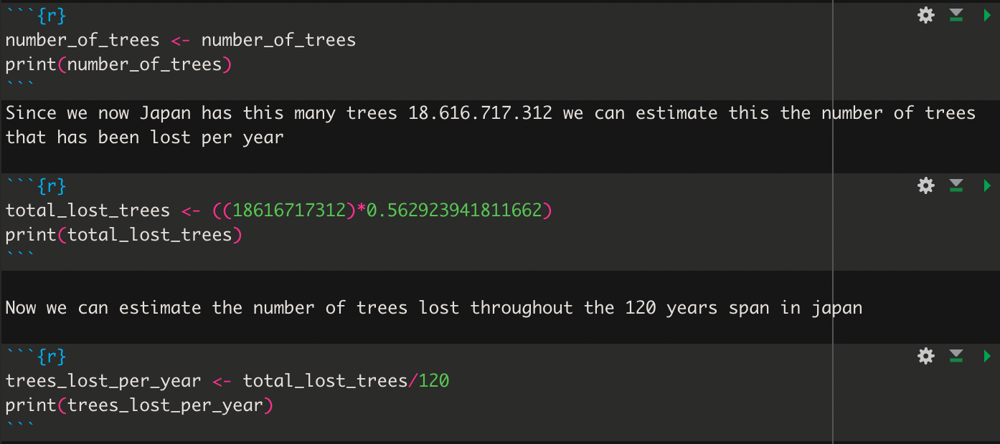 ```{r}
number_of_trees <- number_of_trees
print(number_of_trees)
```
Since we now Japan has this many trees 18.616.717.312 we can estimate this the number of trees
that has been lost per year
```{r}
total_lost_trees <- ((18616717312)*0.562923941811662)
print(total_lost_trees)
```
Now we can estimate the number of trees lost throughout the 120 years span in japan
```{r}
trees_lost_per_year <- total_lost_trees/120
print(trees_lost_per_year)
```